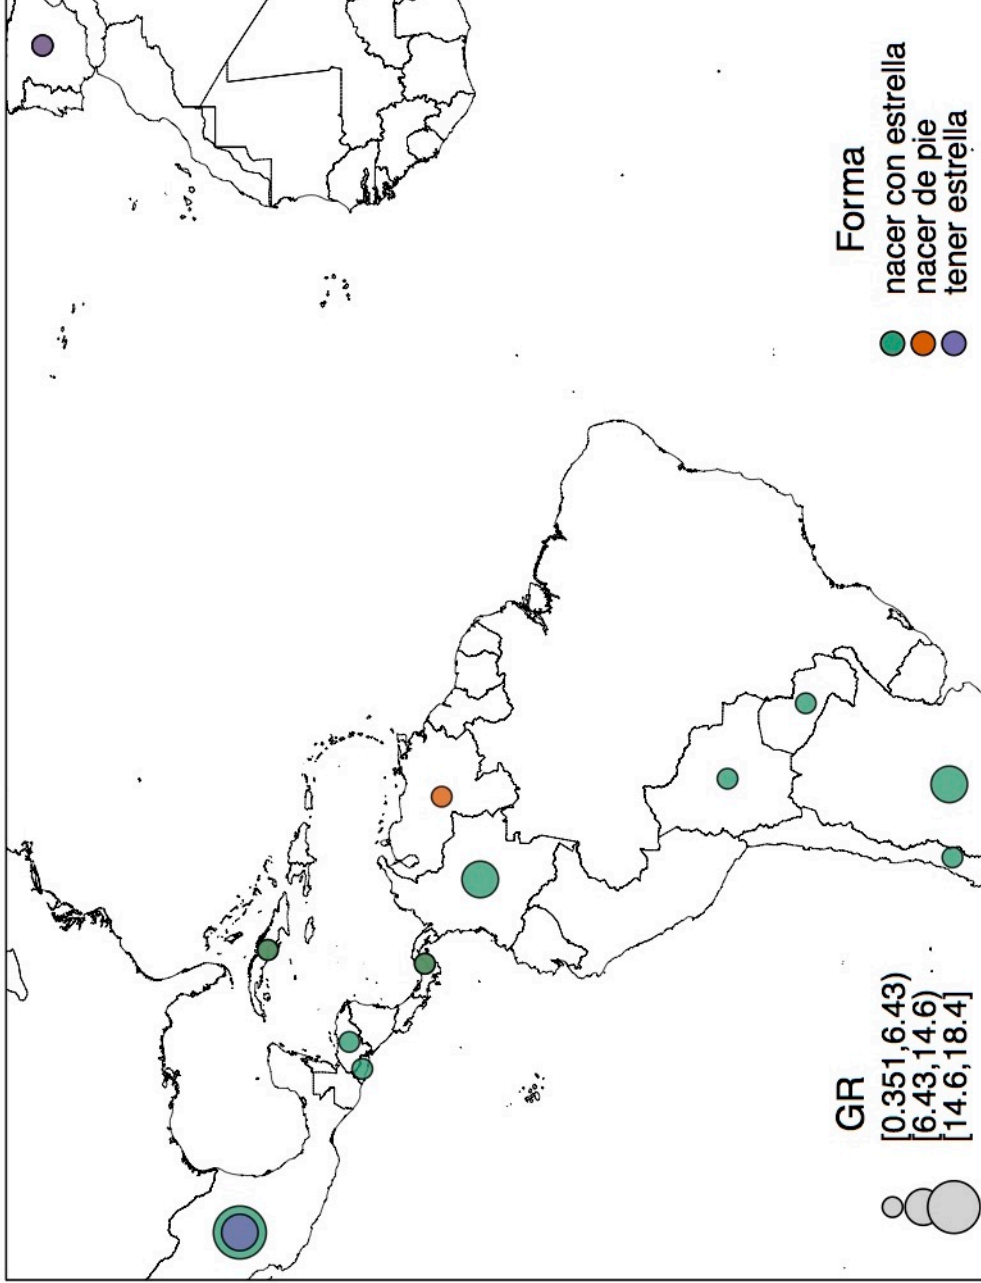 GR
[0.351,6.43)
[6.43,14.6)
[14.6,18.4]
Forma
nacer con estrella
nacer de pie
tener estrella